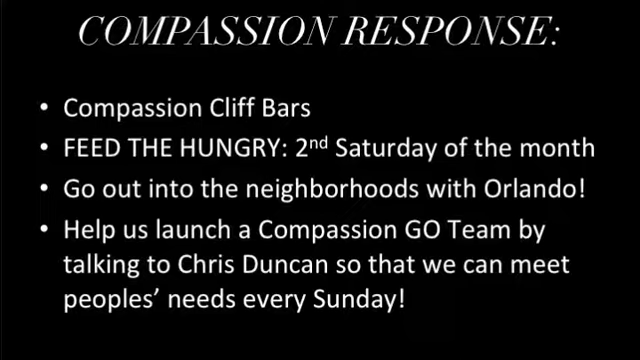 COMPASSION RESPONSE:
• Compassion Cliff Bars
• FEED THE HUNGRY: 2nd Saturday of the month
• Go out into the neighborhoods with Orlando!
• Help us launch a Compassion GO Team by
talking to Chris Duncan so that we can meet
peoples’ needs every Sunday!